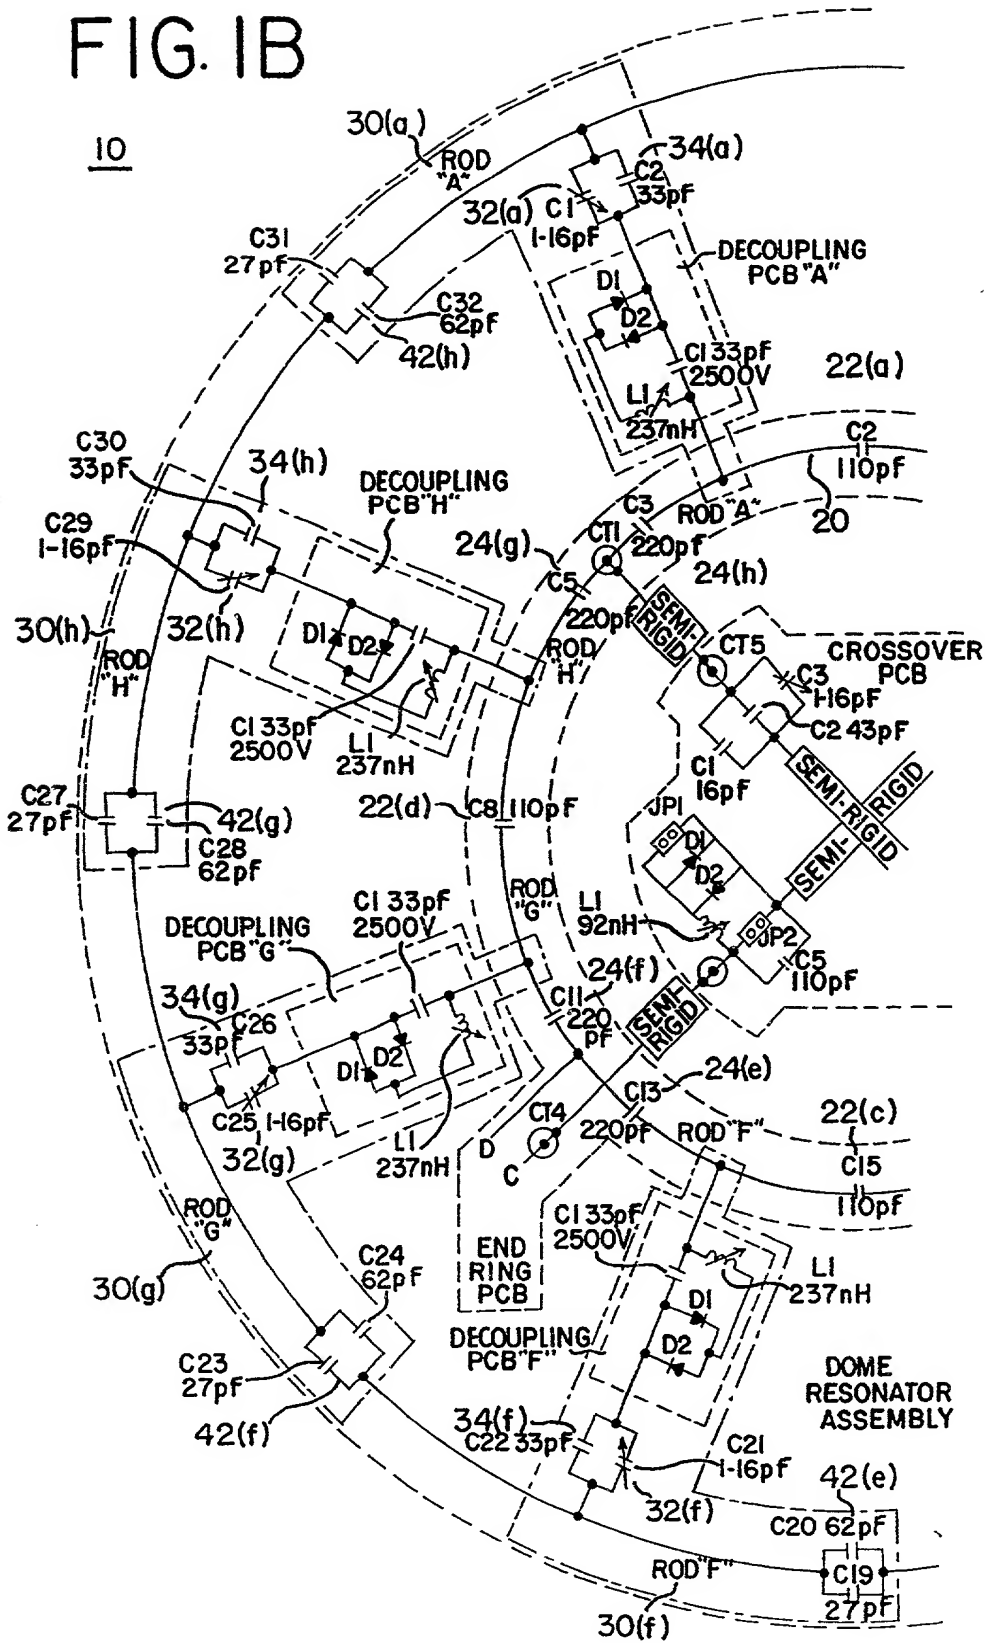 FIG. 1B
10
30(a)
ROD
"A"
34(a)
C2
33pf
32(a)
C1
1-16pf
DECOUPLING
PCB "A"
C31
27pf
C32
62pf
42(h)
D1
D2
C1 33pf
2500V
L1
237nH
22(a)
C2
110pf
20
ROD "A"
C30
33pf
34(h)
DECOUPLING
PCB "H"
C29
1-16pf
32(h)
24(g)
C3
220pf
CT1
24(h)
C5
220pf
SEMI-
RIGID
CT5
CROSSOVER
PCB
C3
1-16pF
C2 43pF
C1
16pF
30(h)
ROD
"H"
D1
D2
C1 33pf
2500V
L1
237nH
ROD
"H"
SEMI-RIGID
SEMI-RIGID
C27
27pf
42(g)
C28
62pf
22(d)
C8 110pF
JP1
D1
D2
L1
92nH
JP2
C5
110pF
ROD
"G"
C1 33pf
2500V
DECOUPLING
PCB "G"
34(g)
C26
33pf
D1
D2
C25 1-16pf
32(g)
L1
237nH
24(f)
C11
220
pf
SEMI-
RIGID
24(e)
C13
220pf
CT4
D
C
ROD "F"
22(c)
C15
110pf
ROD
"G"
30(g)
END
RING
PCB
C1 33pf
2500V
L1
237nH
D1
D2
DECOUPLING
PCB "F"
C24
62pf
C23
27pf
42(f)
DOME
RESONATOR
ASSEMBLY
34(f)
C22 33pf
C21
1-16pf
32(f)
42(e)
C20 62pF
C19
27pf
ROD "F"
30(f)